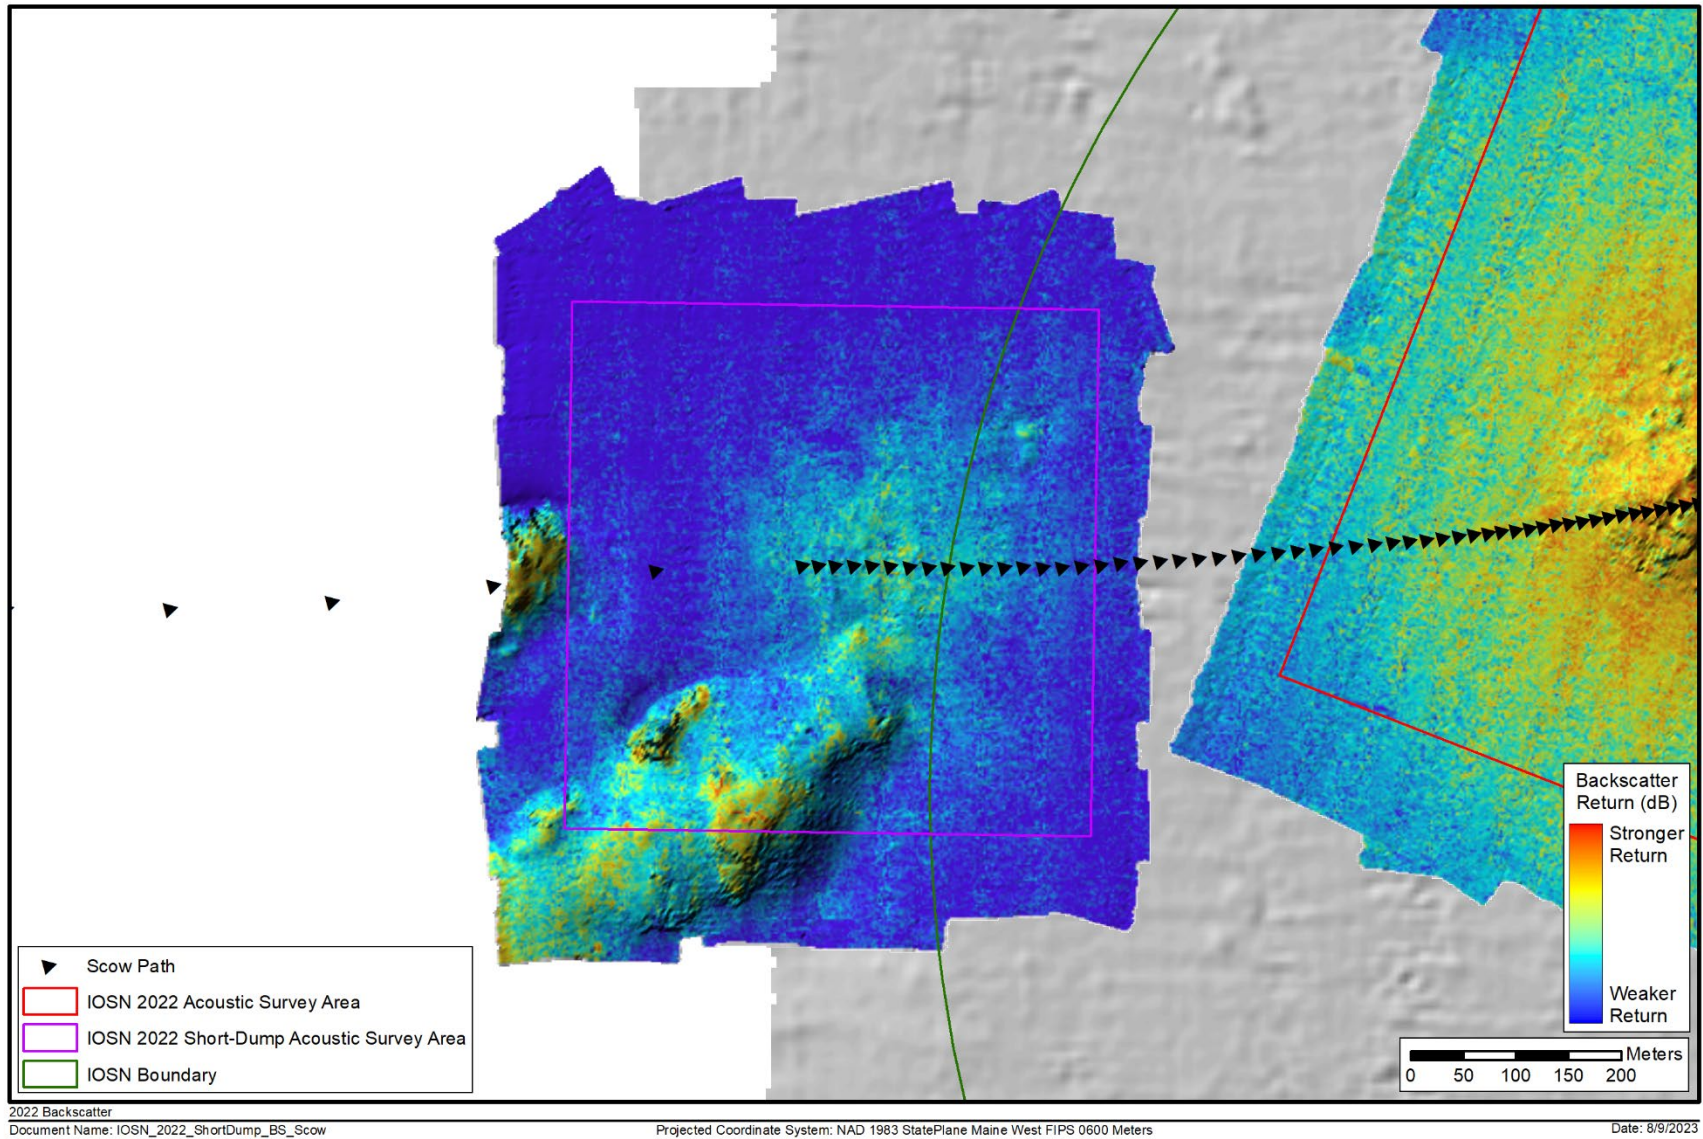 Backscatter
Return (dB)
Stronger
Return
Weaker
Return
Scow Path
IOSN 2022 Acoustic Survey Area
IOSN 2022 Short-Dump Acoustic Survey Area
IOSN Boundary
Meters
0 50 100 150 200
2022 Backscatter
Document Name: IOSN_2022_ShortDump_BS_Scow
Projected Coordinate System: NAD 1983 StatePlane Maine West FIPS 0600 Meters
Date: 8/9/2023